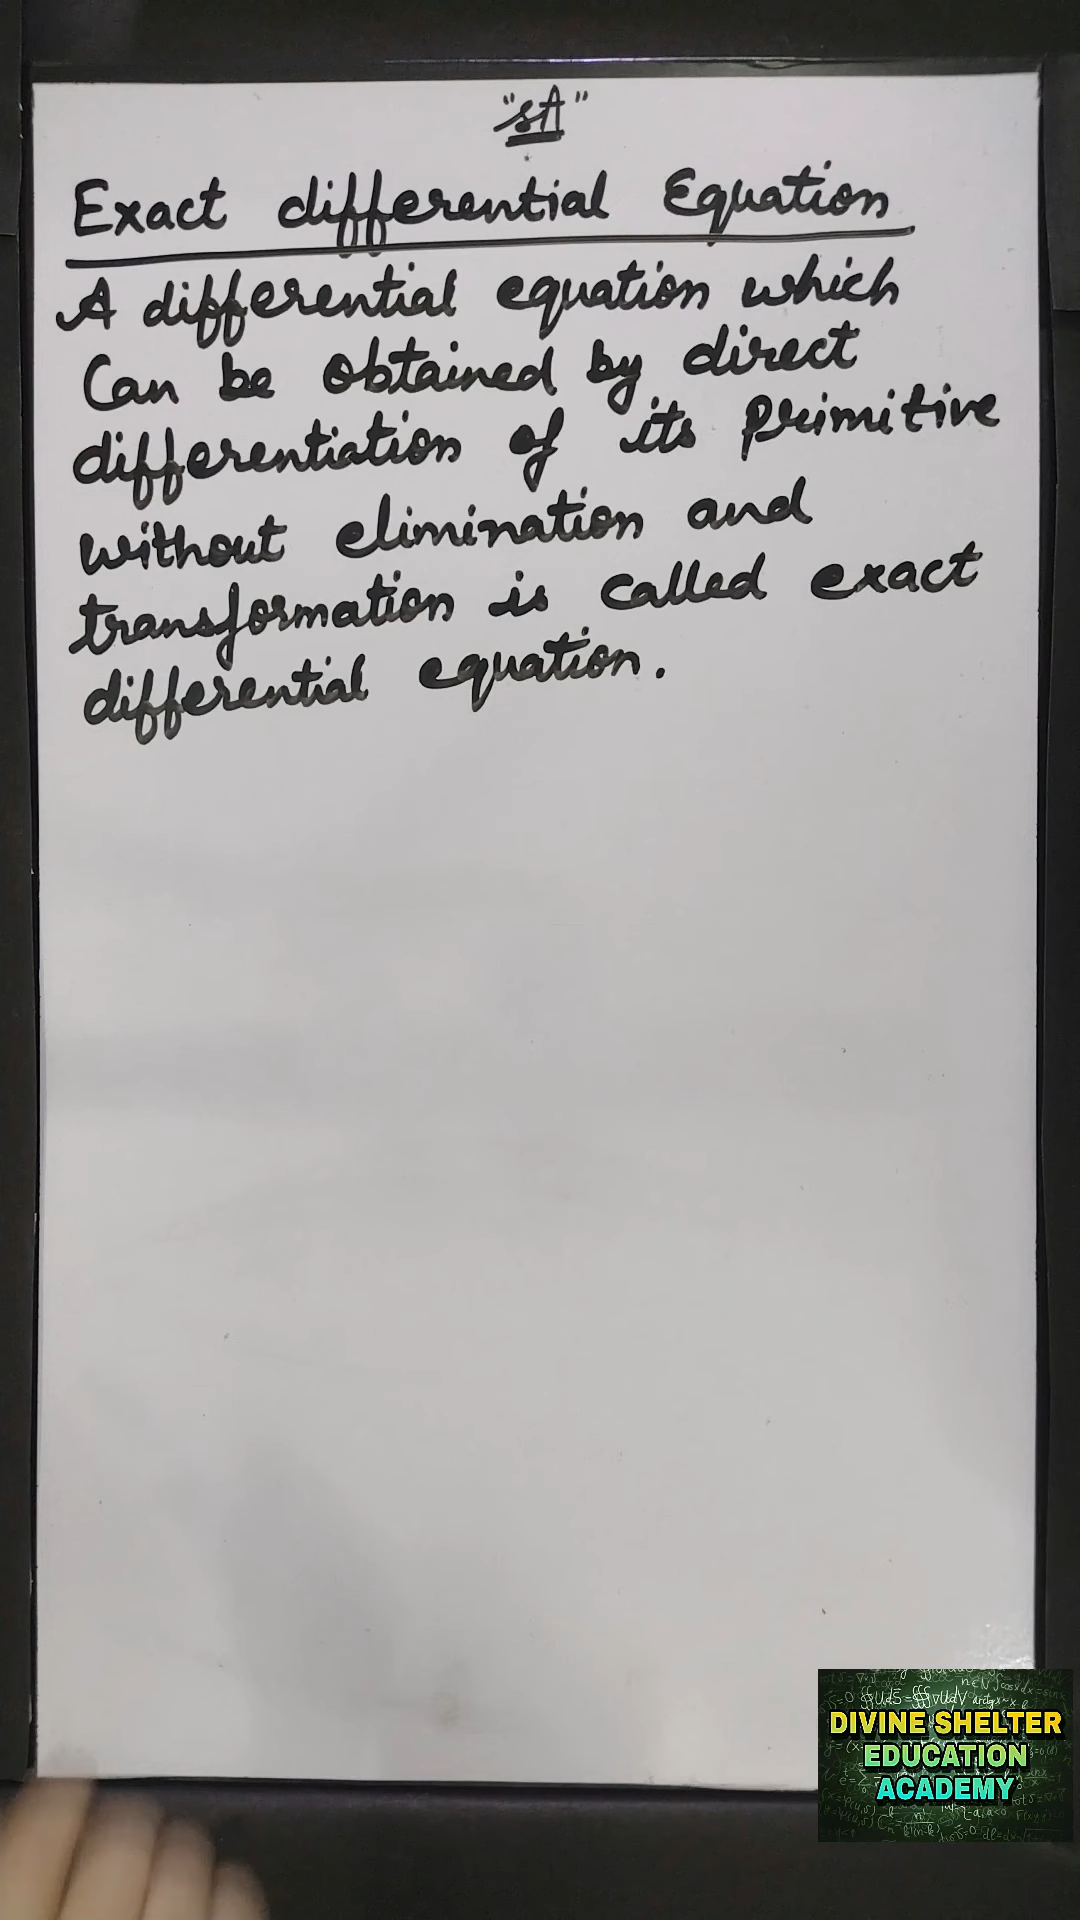 "SA"
Exact differential Equation
A differential equation which
Can be obtained by direct
differentiation of its primitive
without elimination and
transformation is called exact
differential equation.
DIVINE SHELTER
EDUCATION
ACADEMY